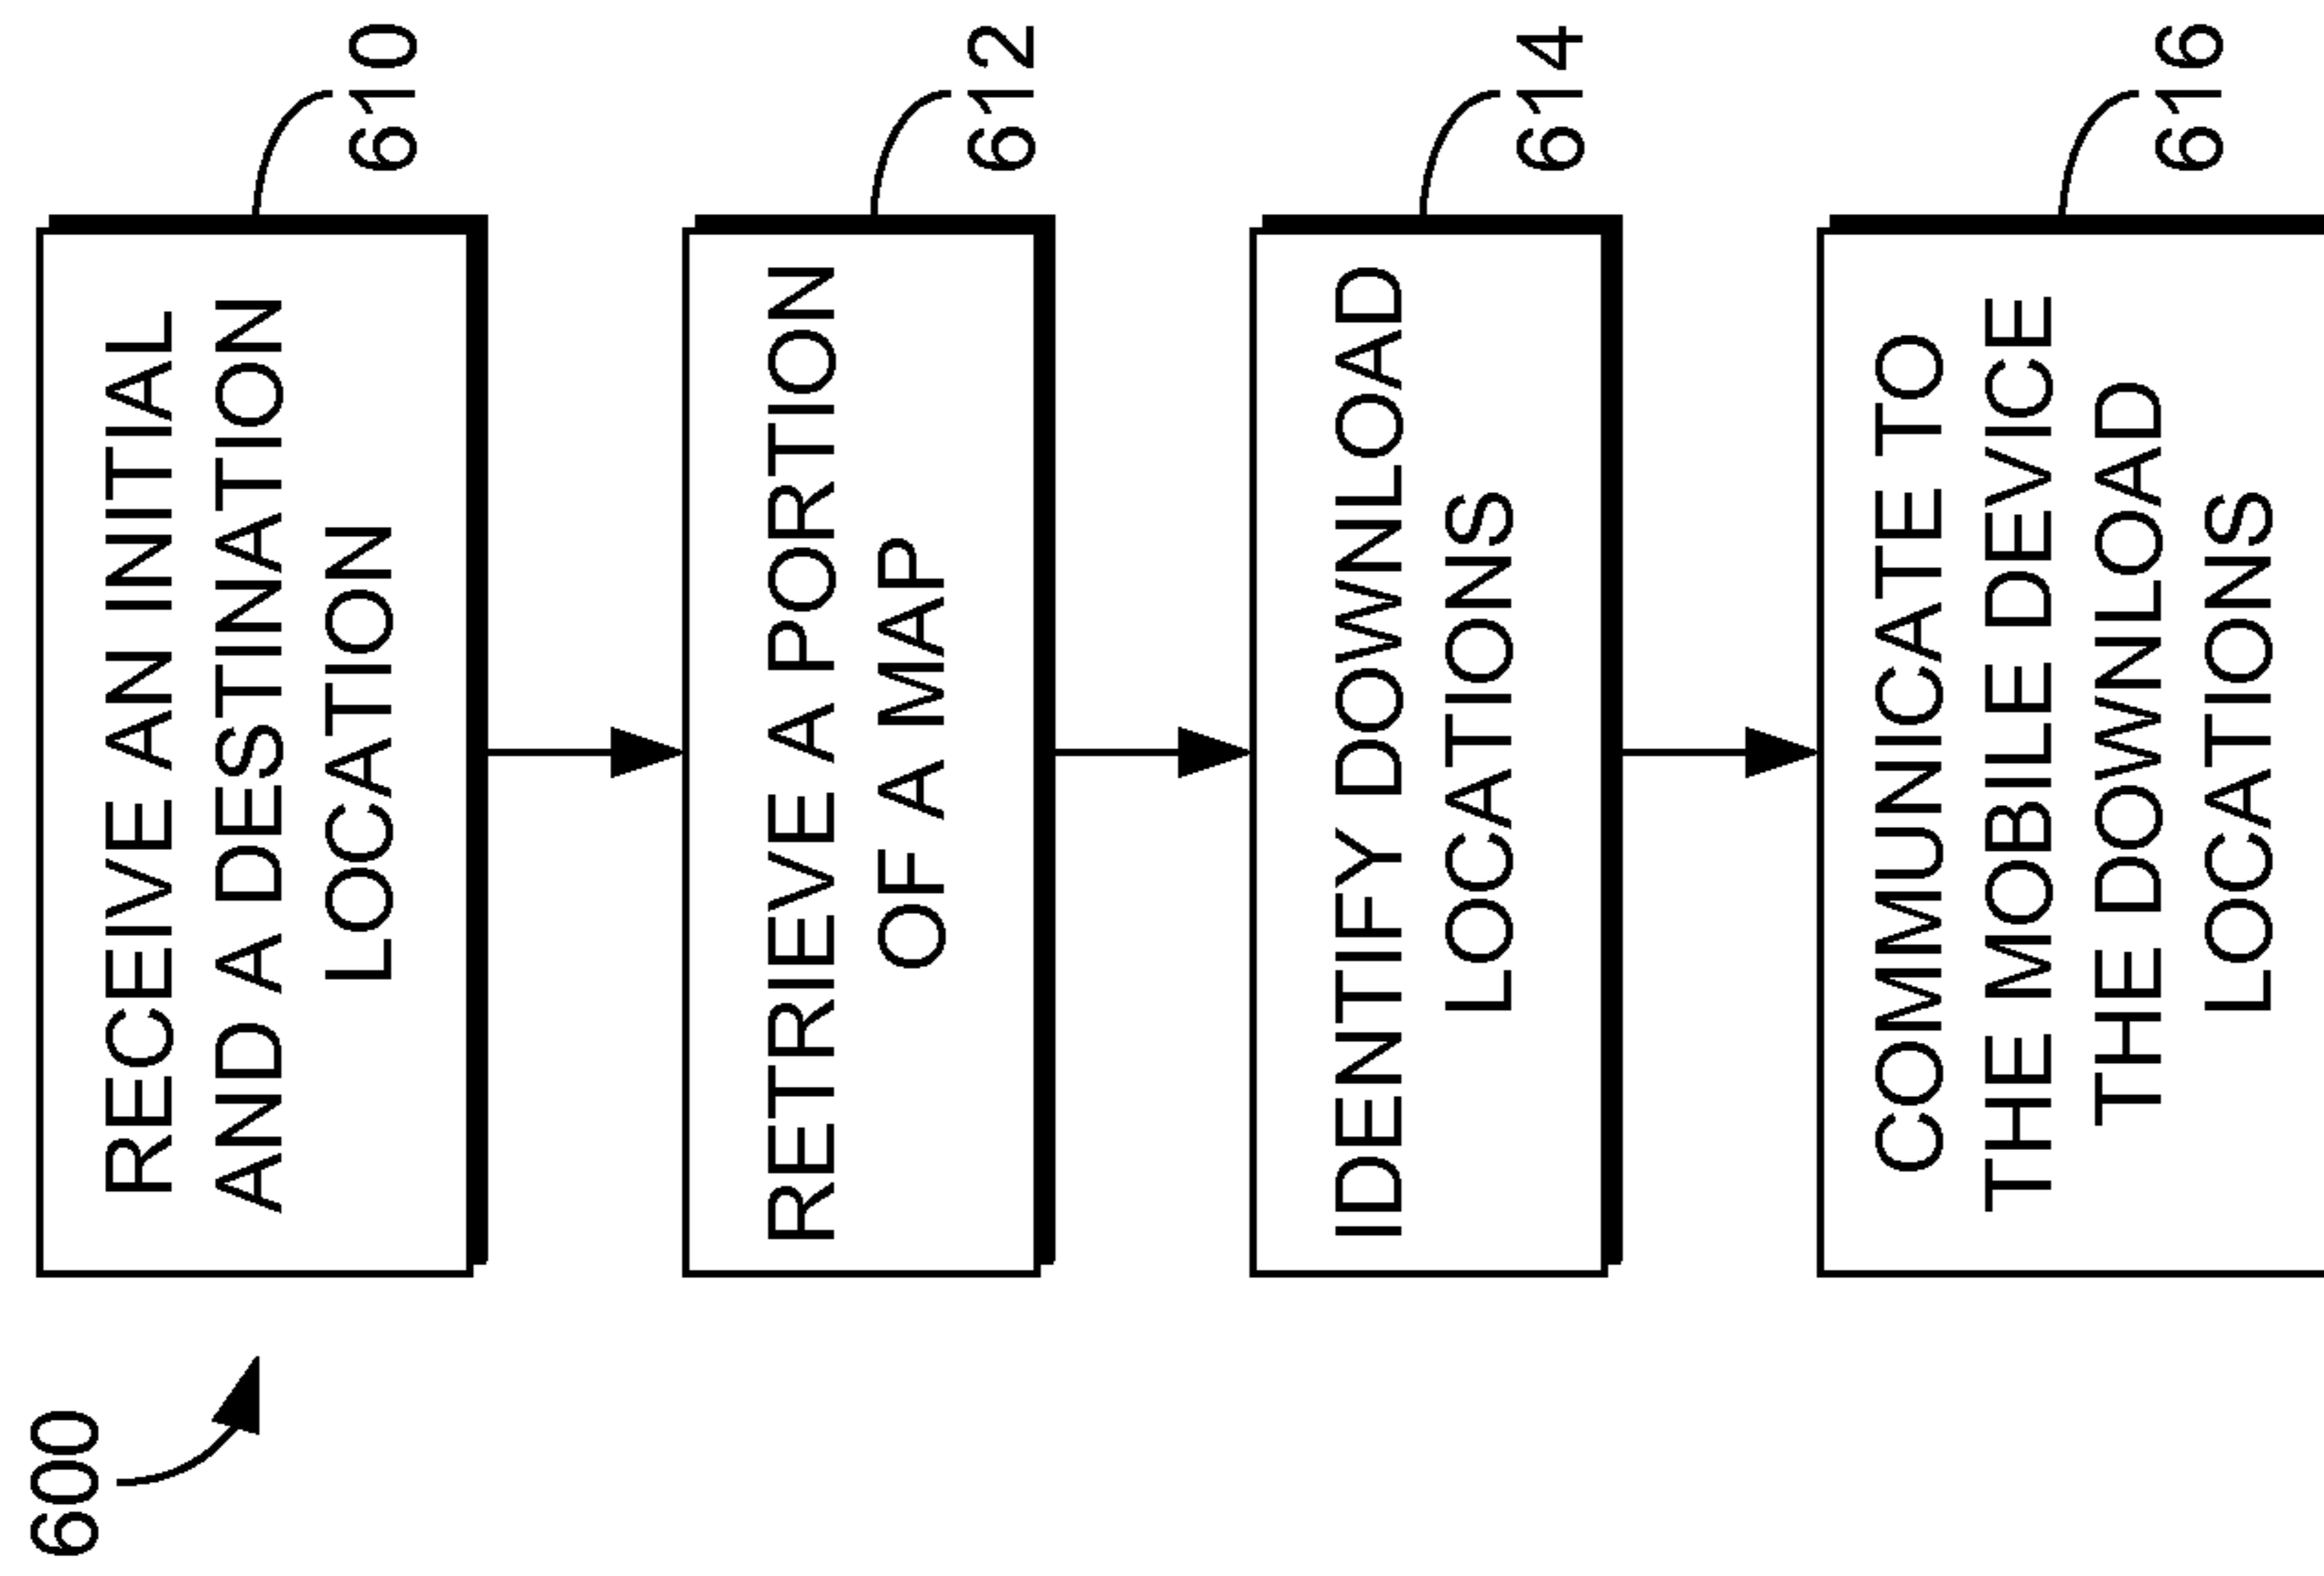 600
RECEIVE AN INITIAL
AND A DESTINATION
LOCATION
610
RETRIEVE A PORTION
OF A MAP
612
IDENTIFY DOWNLOAD
LOCATIONS
614
COMMUNICATE TO
THE MOBILE DEVICE
THE DOWNLOAD
LOCATIONS
616